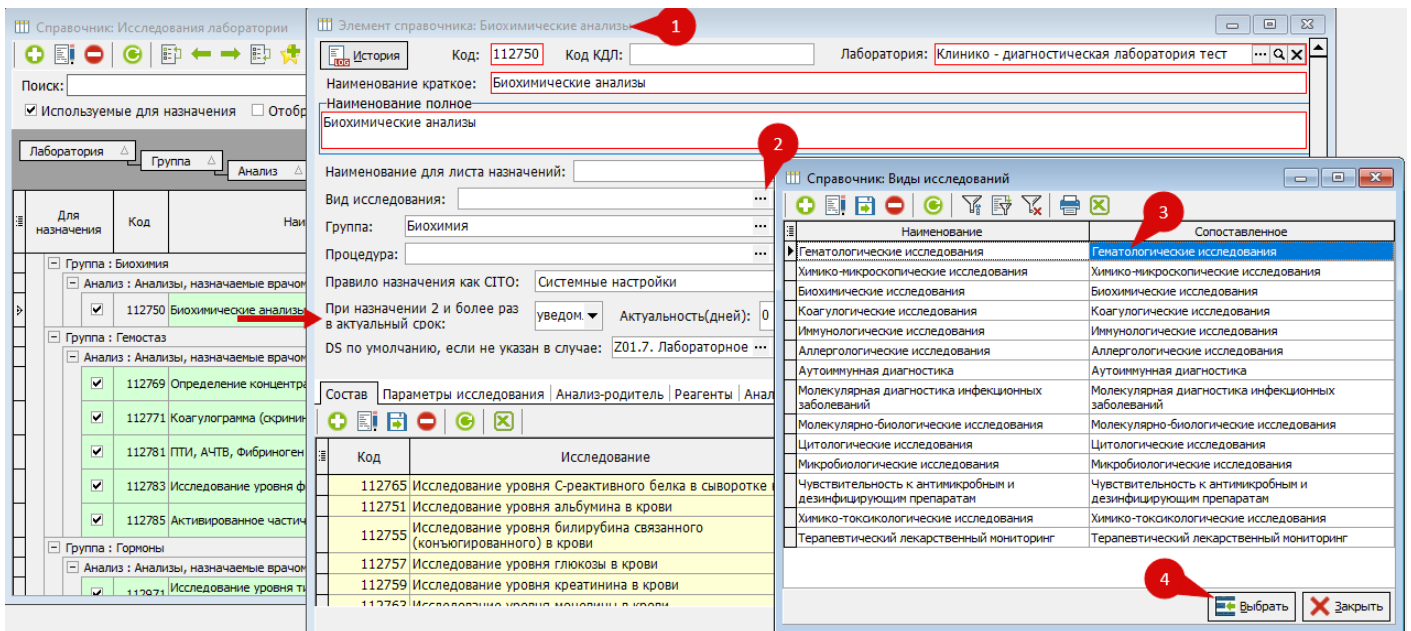 Справочник: Исследования лаборатории
Поиск:
Используемые для назначения
Лаборатория
Группа
Анализ
Для назначения
Код
Группа : Биохимия
Анализ : Анализы, назначаемые врачом
112750 Биохимические анализы
Группа : Гемостаз
Анализ : Анализы, назначаемые врачом
112769 Определение
112771 Коагулограмма
112781 ПТИ, АЧТВ, Фибриноген
112783 Исследование уровня
112785 Активированное
Группа : Гормоны
Анализ : Анализы, назначаемые врачом
112971 Исследование уровня
Элемент справочника: Биохимические анализы
1
История
LOG
Код: 112750
Код КДЛ:
Лаборатория: Клинико - диагностическая лаборатория тест
Наименование краткое: Биохимические анализы
Наименование полное
Биохимические анализы
2
Наименование для листа назначений:
Вид исследования:
Группа: Биохимия
Процедура:
Правило назначения как CITO: Системные настройки
При назначении 2 и более раз
в актуальный срок:
уведом.
Актуальность(дней): 0
DS по умолчанию, если не указан в случае: Z01.7. Лабораторное
Состав
Параметры исследования
Анализ-родитель
Реагенты
Код
Исследование
112765 Исследование уровня С-реактивного белка в сыворотке
112751 Исследование уровня альбумина в крови
112755 Исследование уровня билирубина связанного
(конъюгированного) в крови
112757 Исследование уровня глюкозы в крови
112759 Исследование уровня креатинина в крови
112763 Исследование уровня мочевины в крови
Справочник: Виды исследований
3
Наименование
Сопоставленное
Гематологические исследования
Гематологические исследования
Химико-микроскопические исследования
Химико-микроскопические исследования
Биохимические исследования
Биохимические исследования
Коагулогические исследования
Коагулогические исследования
Иммунологические исследования
Иммунологические исследования
Аллергологические исследования
Аллергологические исследования
Аутоиммунная диагностика
Аутоиммунная диагностика
Молекулярная диагностика инфекционных
заболеваний
Молекулярная диагностика инфекционных
заболеваний
Молекулярно-биологические исследования
Молекулярно-биологические исследования
Цитологические исследования
Цитологические исследования
Микробиологические исследования
Микробиологические исследования
Чувствительность к антимикробным и
дезинфицирующим препаратам
Чувствительность к антимикробным и
дезинфицирующим препаратам
Химико-токсикологические исследования
Химико-токсикологические исследования
Терапевтический лекарственный мониторинг
Терапевтический лекарственный мониторинг
4
Выбрать
Закрыть